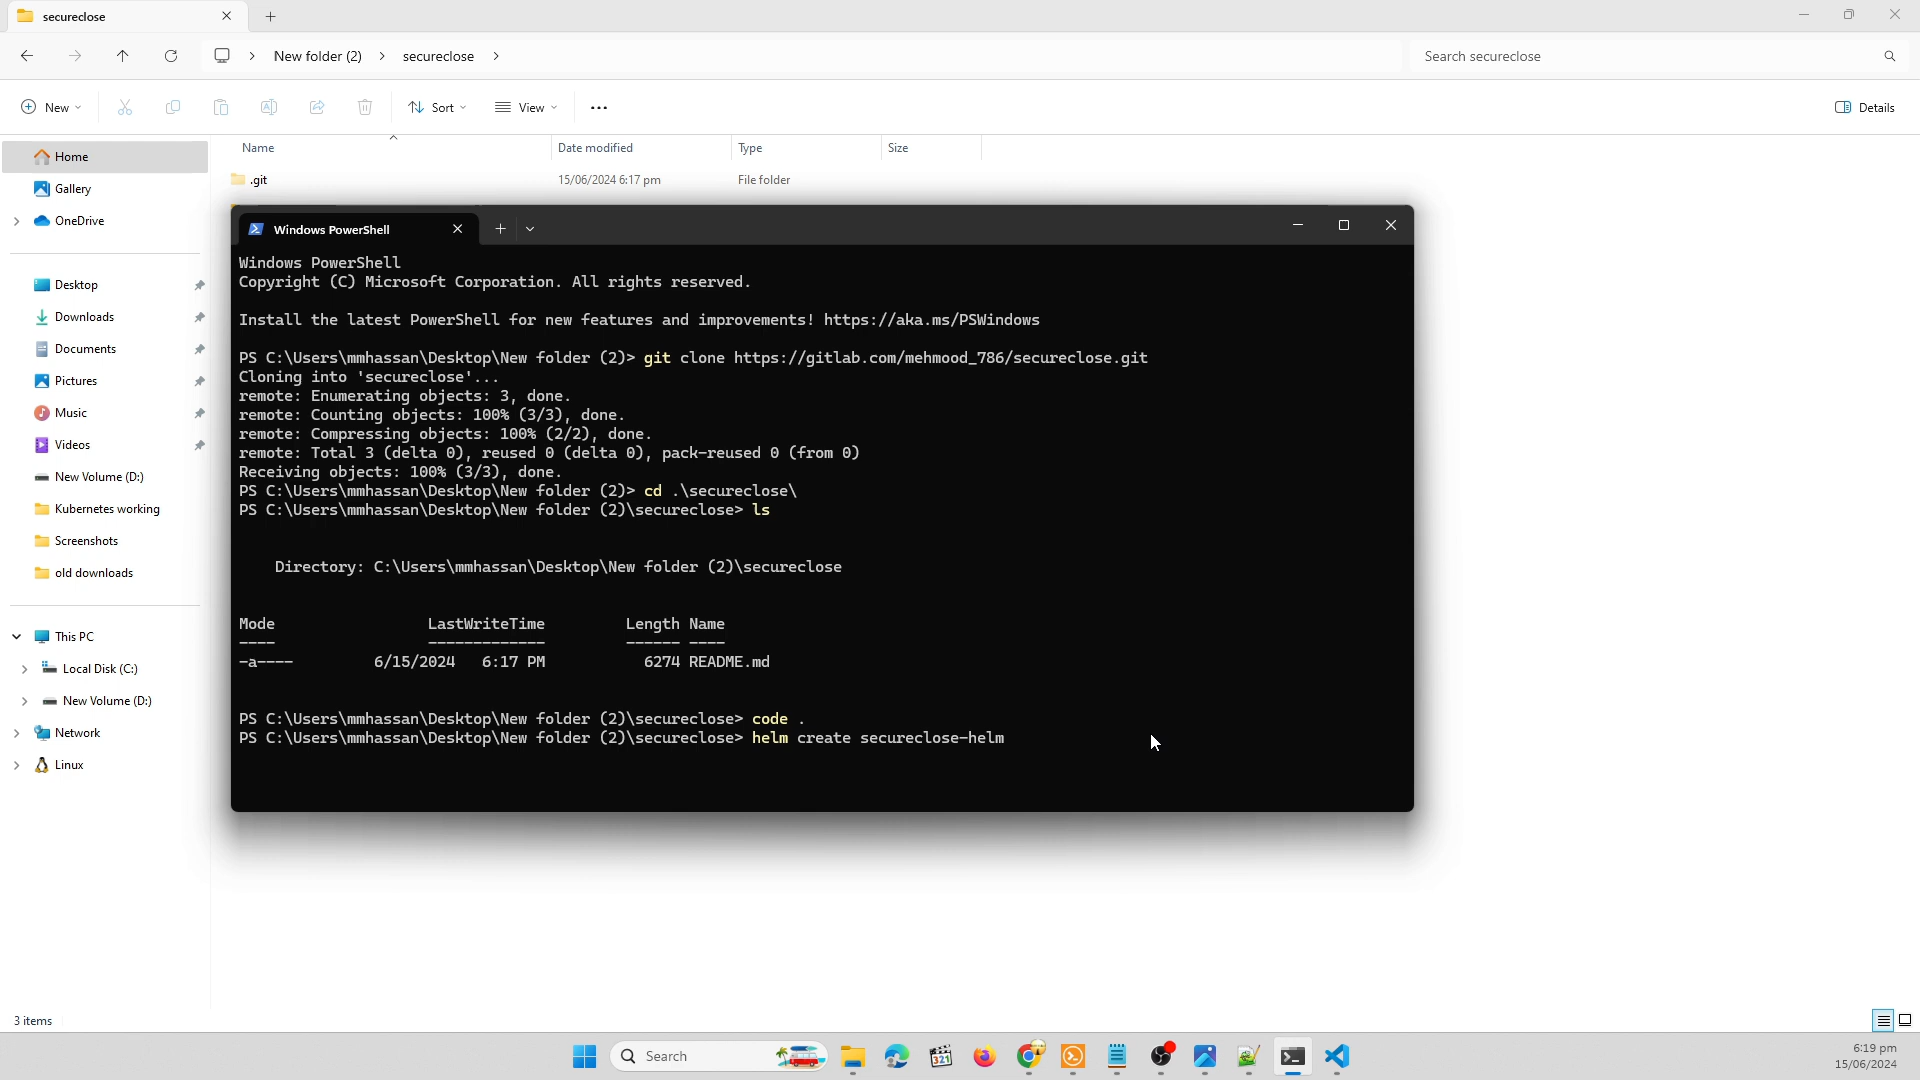 secureclose
New folder (2) secureclose
Search secureclose
New Sort View Details
Name Date modified Type Size
.git 15/06/2024 6:17 pm File folder
Home
Gallery
OneDrive
Desktop
Downloads
Documents
Pictures
Music
Videos
New Volume (D:)
Kubernetes working
Screenshots
old downloads
This PC
Local Disk (C:)
New Volume (D:)
Network
Linux
Windows PowerShell
Windows PowerShell
Copyright (C) Microsoft Corporation. All rights reserved.
Install the latest PowerShell for new features and improvements! https://aka.ms/PSWindows
PS C:\Users\mmhassan\Desktop\New folder (2)> git clone https://gitlab.com/mehmood_786/secureclose.git
Cloning into 'secureclose'...
remote: Enumerating objects: 3, done.
remote: Counting objects: 100% (3/3), done.
remote: Compressing objects: 100% (2/2), done.
remote: Total 3 (delta 0), reused 0 (delta 0), pack-reused 0 (from 0)
Receiving objects: 100% (3/3), done.
PS C:\Users\mmhassan\Desktop\New folder (2)> cd .\secureclose\
PS C:\Users\mmhassan\Desktop\New folder (2)\secureclose> ls
Directory: C:\Users\mmhassan\Desktop\New folder (2)\secureclose
Mode LastWriteTime Length Name
---- ------------- ------ ----
-a---- 6/15/2024 6:17 PM 6274 README.md
PS C:\Users\mmhassan\Desktop\New folder (2)\secureclose> code .
PS C:\Users\mmhassan\Desktop\New folder (2)\secureclose> helm create secureclose-helm
3 items
Search
321
6:19 pm
15/06/2024